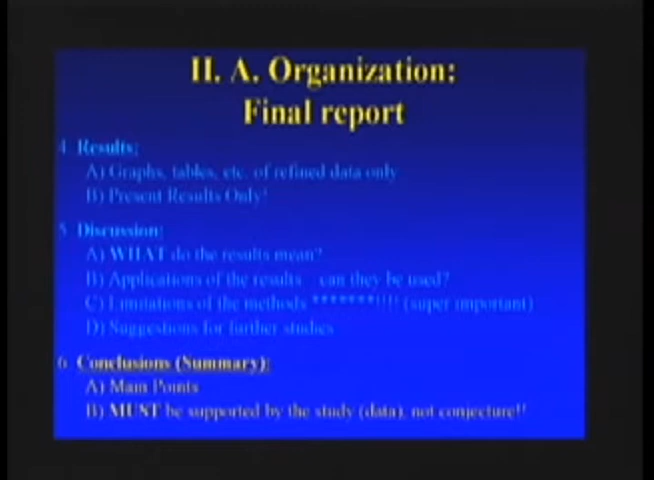 II. A. Organization:
Final report
4 Results:
A) Graphs, tables, etc. of refined data only
B) Present Results Only!
5 Discussion:
A) WHAT do the results mean?
B) Applications of the results can they be used?
C) Limitations of the methods *******!!!! (super important)
D) Suggestions for further studies
6 Conclusions (Summary):
A) Main Points
B) MUST be supported by the study (data), not conjecture!!